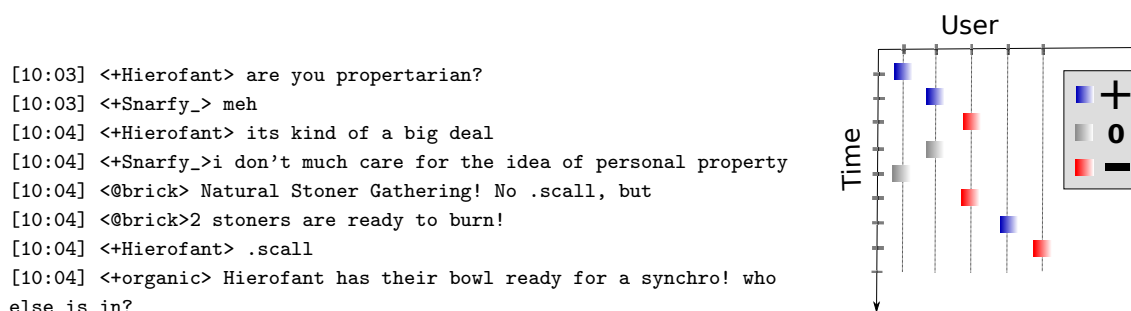 User
[10:03] <+Hierofant> are you propertarian?
[10:03] <+Snarfy_> meh
[10:04] <+Hierofant> its kind of a big deal
[10:04] <+Snarfy_>i don't much care for the idea of personal property
[10:04] <@brick> Natural Stoner Gathering! No .scall, but
[10:04] <@brick>2 stoners are ready to burn!
[10:04] <+Hierofant> .scall
[10:04] <+organic> Hierofant has their bowl ready for a synchro! who
else is in?
Time
+
0
−